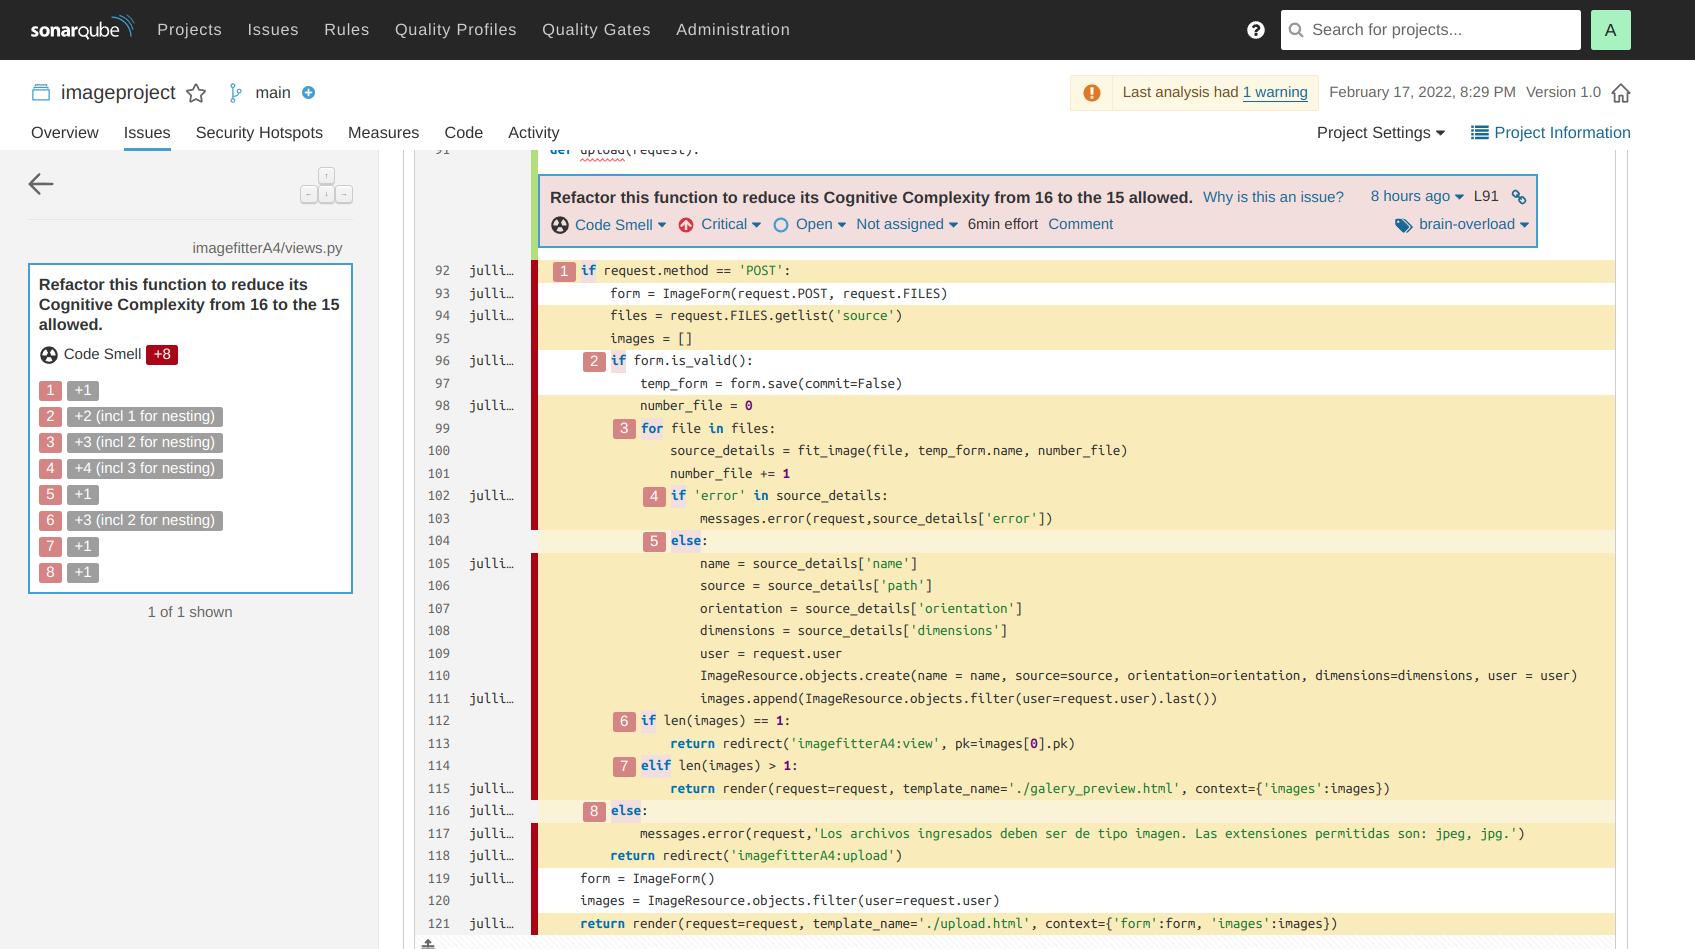 sonarqube Projects Issues Rules Quality Profiles Quality Gates Administration ? Search for projects... A
imageproject main Last analysis had 1 warning February 17, 2022, 8:29 PM Version 1.0
Overview Issues Security Hotspots Measures Code Activity Project Settings Project Information
imagefitterA4/views.py
Refactor this function to reduce its
Cognitive Complexity from 16 to the 15
allowed.
Code Smell +8
1 +1
2 +2 (incl 1 for nesting)
3 +3 (incl 2 for nesting)
4 +4 (incl 3 for nesting)
5 +1
6 +3 (incl 2 for nesting)
7 +1
8 +1
1 of 1 shown
91 def upload(request):
Refactor this function to reduce its Cognitive Complexity from 16 to the 15 allowed. Why is this an issue? 8 hours ago L91
Code Smell Critical Open Not assigned 6min effort Comment brain-overload
92 julli… 1 if request.method == 'POST':
93 julli… form = ImageForm(request.POST, request.FILES)
94 julli… files = request.FILES.getlist('source')
95 images = []
96 julli… 2 if form.is_valid():
97 temp_form = form.save(commit=False)
98 julli… number_file = 0
99 3 for file in files:
100 source_details = fit_image(file, temp_form.name, number_file)
101 number_file += 1
102 julli… 4 if 'error' in source_details:
103 messages.error(request,source_details['error'])
104 5 else:
105 julli… name = source_details['name']
106 source = source_details['path']
107 orientation = source_details['orientation']
108 dimensions = source_details['dimensions']
109 user = request.user
110 ImageResource.objects.create(name = name, source=source, orientation=orientation, dimensions=dimensions, user = user)
111 julli… images.append(ImageResource.objects.filter(user=request.user).last())
112 6 if len(images) == 1:
113 return redirect('imagefitterA4:view', pk=images[0].pk)
114 7 elif len(images) > 1:
115 julli… return render(request=request, template_name='./galery_preview.html', context={'images':images})
116 julli… 8 else:
117 julli… messages.error(request,'Los archivos ingresados deben ser de tipo imagen. Las extensiones permitidas son: jpeg, jpg.')
118 julli… return redirect('imagefitterA4:upload')
119 julli… form = ImageForm()
120 images = ImageResource.objects.filter(user=request.user)
121 julli… return render(request=request, template_name='./upload.html', context={'form':form, 'images':images})